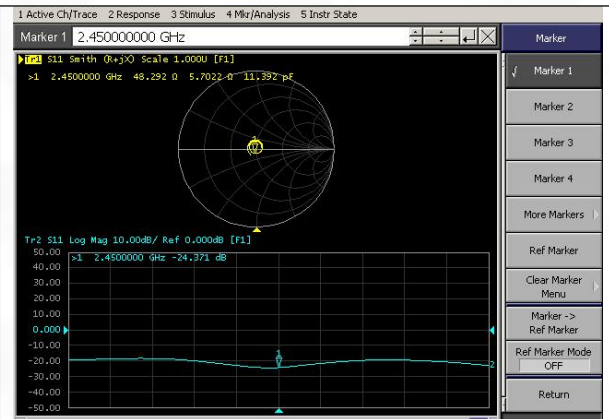 1 Active Ch/Trace 2 Response 3 Stimulus 4 Mkr/Analysis 5 Instr State
Marker 1 2.450000000 GHz
Marker
Tr1 S11 Smith (R+jX) Scale 1.000U [F1]
>1 2.4500000 GHz 48.292 Ω 5.7022 Ω 11.392 pF
1
√ Marker 1
Marker 2
Marker 3
Marker 4
More Markers
Ref Marker
Clear Marker
Menu
Marker ->
Ref Marker
Ref Marker Mode
OFF
Return
Tr2 S11 Log Mag 10.00dB/ Ref 0.000dB [F1]
>1 2.4500000 GHz -24.371 dB
50.00
40.00
30.00
20.00
10.00
0.000
-10.00
-20.00
-30.00
-40.00
-50.00
1
2